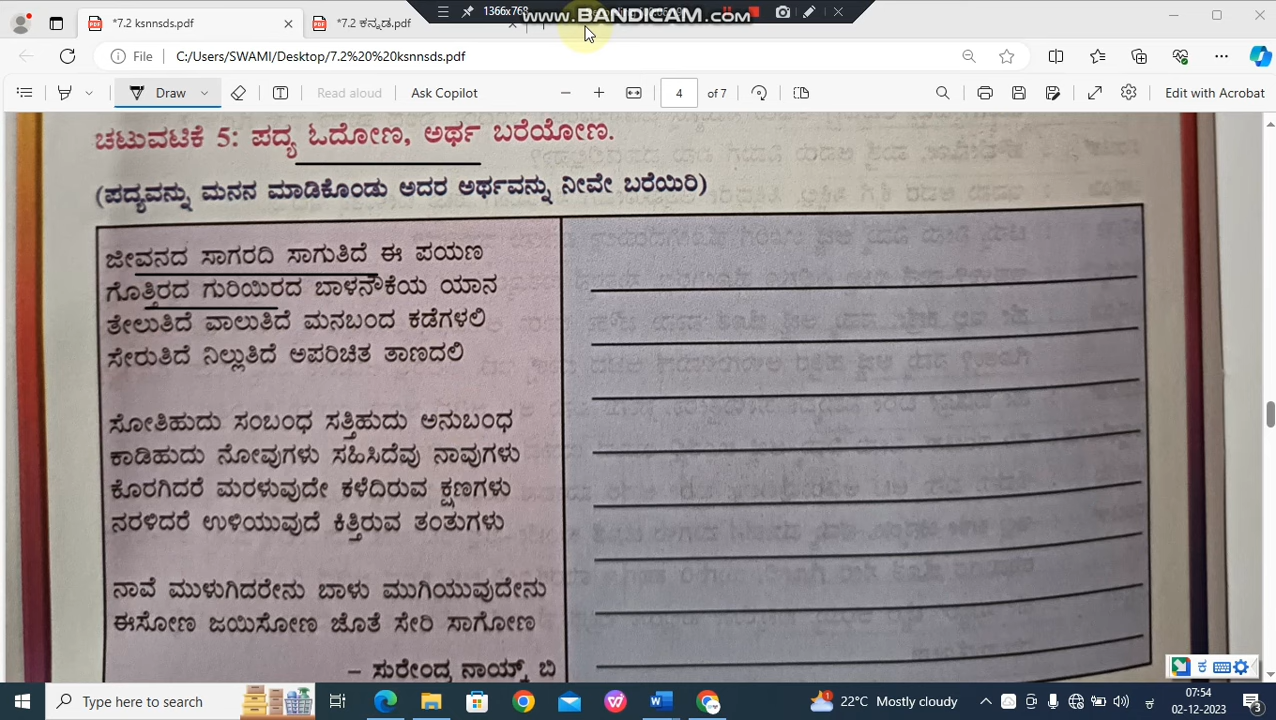 *7.2 ksnnsds.pdf
*7.2 ಕನ್ನಡ.pdf
1366x768
www.BANDICAM.com
File
C:/Users/SWAMI/Desktop/7.2%20%20ksnnsds.pdf
Draw
Read aloud
Ask Copilot
4
of 7
Edit with Acrobat
ಚಟುವಟಿಕೆ 5: ಪದ್ಯ ಓದೋಣ, ಅರ್ಥ ಬರೆಯೋಣ.
(ಪದ್ಯವನ್ನು ಮನನ ಮಾಡಿಕೊಂಡು ಅದರ ಅರ್ಥವನ್ನು ನೀವೇ ಬರೆಯಿರಿ)
ಜೀವನದ ಸಾಗರದಿ ಸಾಗುತಿದೆ ಈ ಪಯಣ
ಗೊತ್ತಿರದ ಗುರಿಯಿರದ ಬಾಳನೌಕೆಯ ಯಾನ
ತೇಲುತಿದೆ ವಾಲುತಿದೆ ಮನಬಂದ ಕಡೆಗಳಲಿ
ಸೇರುತಿದೆ ನಿಲ್ಲುತಿದೆ ಅಪರಿಚಿತ ತಾಣದಲಿ
ಸೋತಿಹುದು ಸಂಬಂಧ ಸತ್ತಿಹುದು ಅನುಬಂಧ
ಕಾಡಿಹುದು ನೋವುಗಳು ಸಹಿಸಿದೆವು ನಾವುಗಳು
ಕೊರಗಿದರೆ ಮರಳುವುದೇ ಕಳೆದಿರುವ ಕ್ಷಣಗಳು
ನರಳಿದರೆ ಉಳಿಯುವುದೆ ಕಿತ್ತಿರುವ ತಂತುಗಳು
ನಾವೆ ಮುಳುಗಿದರೇನು ಬಾಳು ಮುಗಿಯುವುದೇನು
ಈಸೋಣ ಜಯಿಸೋಣ ಜೊತೆ ಸೇರಿ ಸಾಗೋಣ
– ಸುರೇಂದ್ರ ನಾಯ್ಕ್ ಬಿ
Type here to search
22°C Mostly cloudy
07:54
02-12-2023